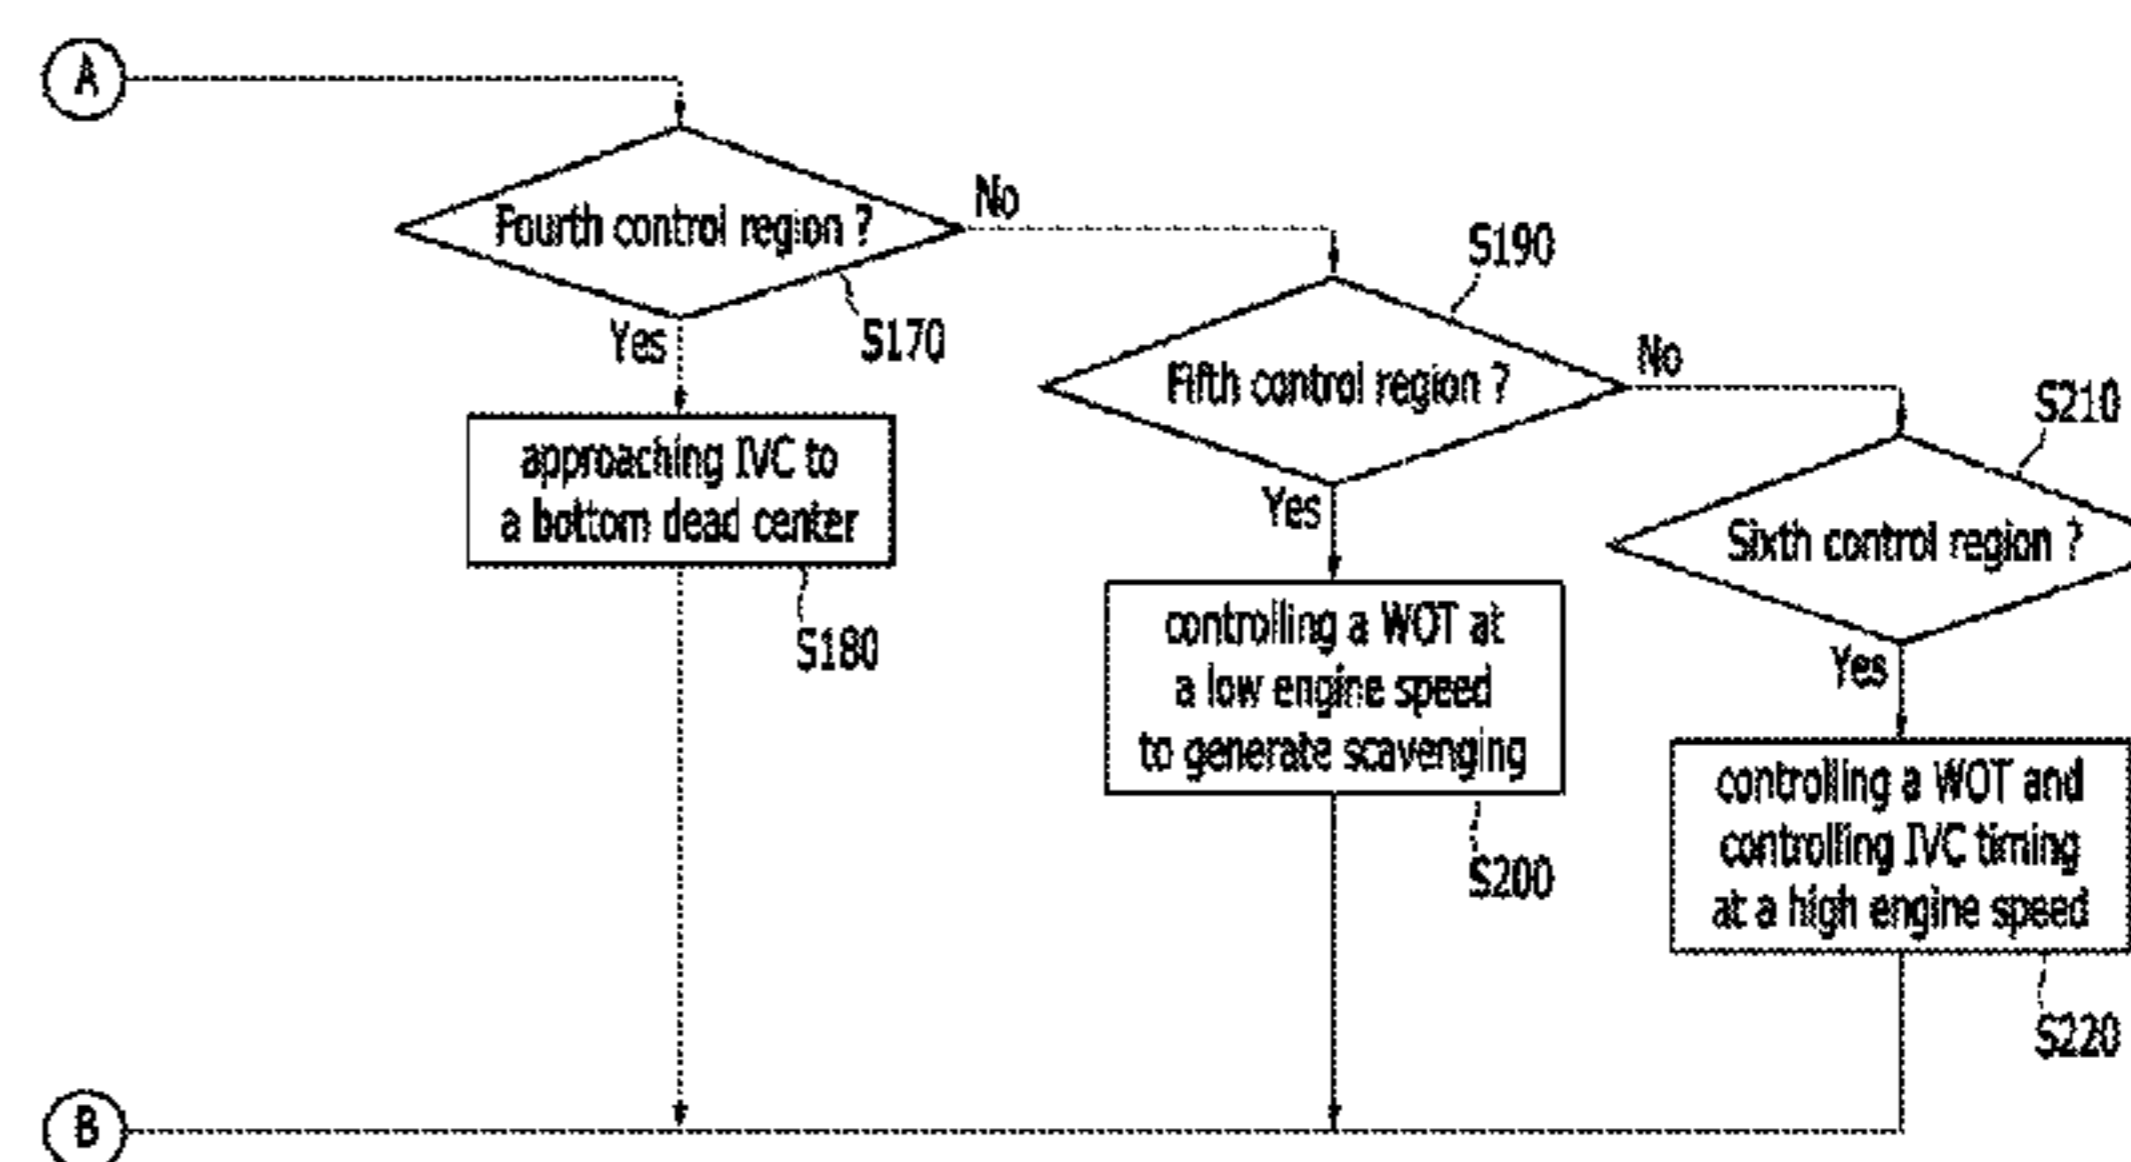 A
Fourth control region ?
No
S170
Yes
approaching IVC to
a bottom dead center
S180
S190
Fifth control region ?
No
Yes
controlling a WOT at
a low engine speed
to generate scavenging
S200
S210
Sixth control region ?
Yes
controlling a WOT and
controlling IVC timing
at a high engine speed
S220
B